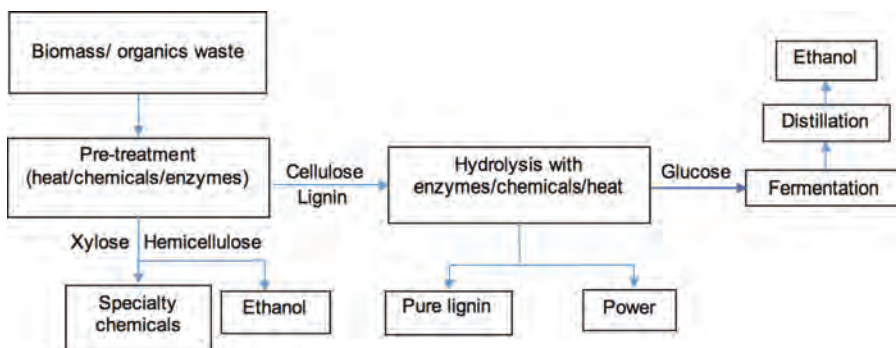 Biomass/ organics waste
Ethanol
Distillation
Pre-treatment
(heat/chemicals/enzymes)
Cellulose
Lignin
Hydrolysis with
enzymes/chemicals/heat
Glucose
Fermentation
Xylose
Hemicellulose
Specialty
chemicals
Ethanol
Pure lignin
Power